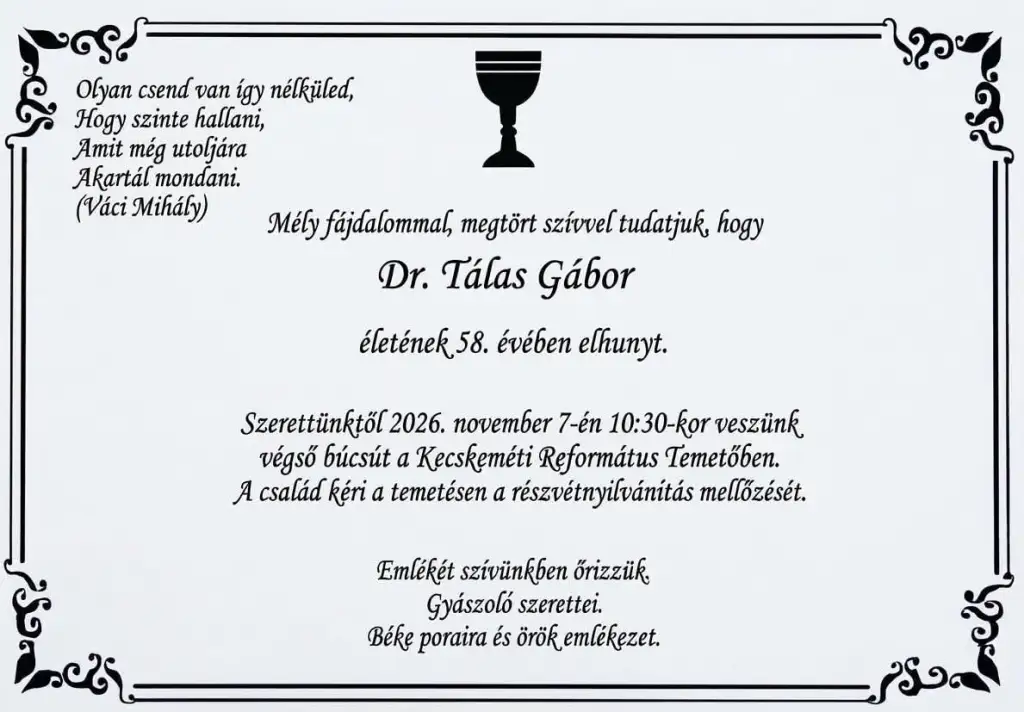 Olyan csend van így nélküled,
Hogy szinte hallani,
Amit még utoljára
Akartál mondani.
(Váci Mihály)
Mély fájdalommal, megtört szívvel tudatjuk, hogy
Dr. Tálas Gábor
életének 58. évében elhunyt.
Szerettünktől 2026. november 7-én 10:30-kor veszünk
végső búcsút a Kecskeméti Református Temetőben.
A család kéri a temetésen a részvétnyilvánítás mellőzését.
Emlékét szívünkben őrizzük.
Gyászoló szerettei.
Béke poraira és örök emlékezet.